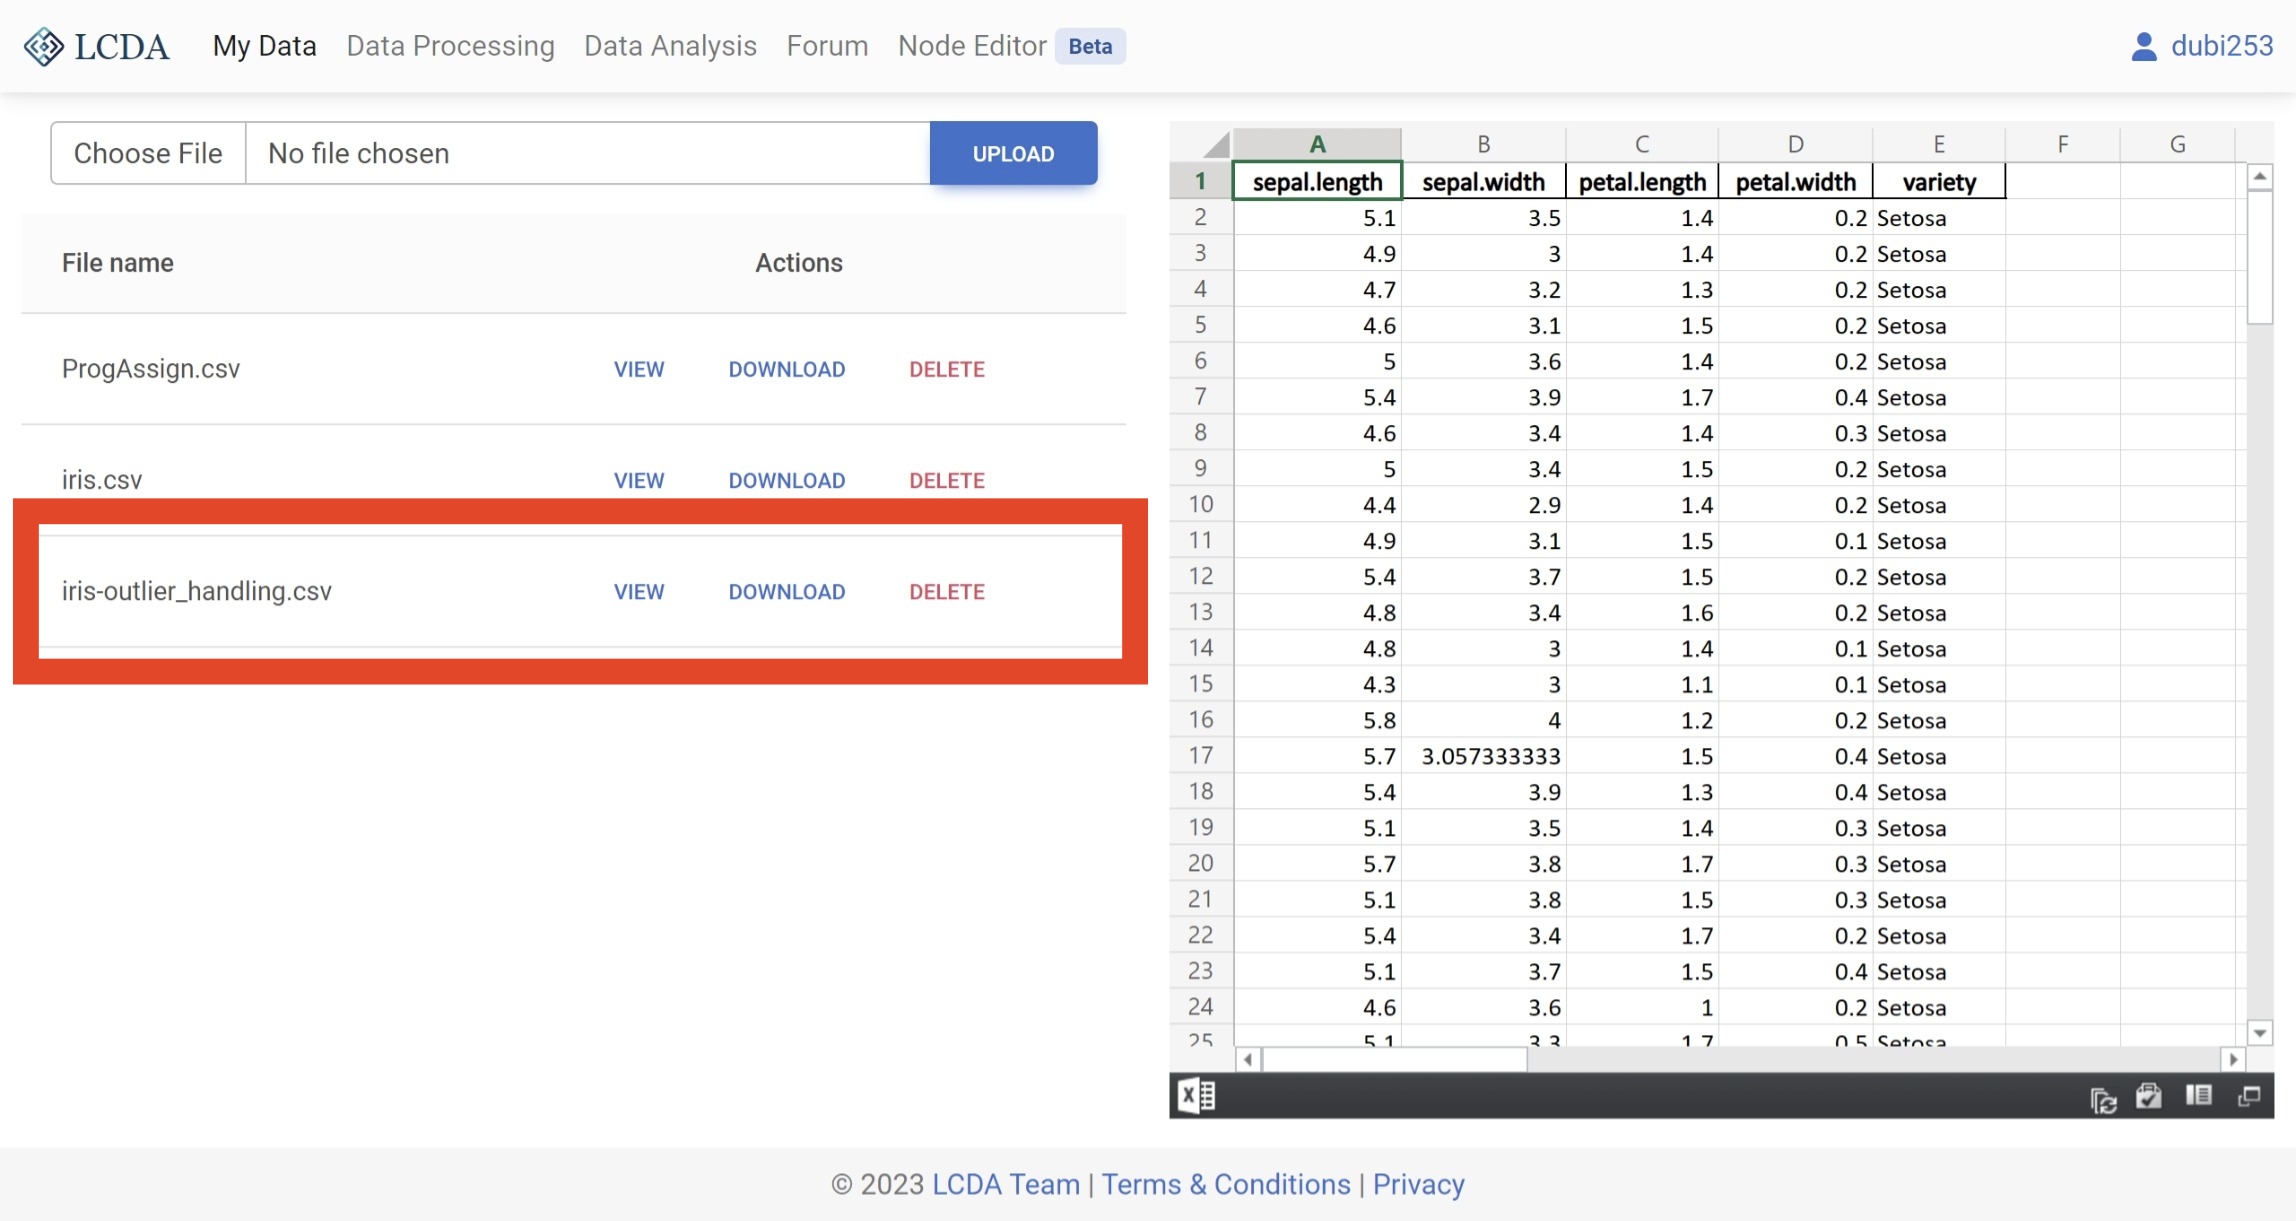 LCDA My Data Data Processing Data Analysis Forum Node Editor Beta dubi253
Choose File No file chosen UPLOAD
File name Actions
ProgAssign.csv VIEW DOWNLOAD DELETE
iris.csv VIEW DOWNLOAD DELETE
iris-outlier_handling.csv VIEW DOWNLOAD DELETE
A B C D E F G
1 sepal.length sepal.width petal.length petal.width variety
2 5.1 3.5 1.4 0.2 Setosa
3 4.9 3 1.4 0.2 Setosa
4 4.7 3.2 1.3 0.2 Setosa
5 4.6 3.1 1.5 0.2 Setosa
6 5 3.6 1.4 0.2 Setosa
7 5.4 3.9 1.7 0.4 Setosa
8 4.6 3.4 1.4 0.3 Setosa
9 5 3.4 1.5 0.2 Setosa
10 4.4 2.9 1.4 0.2 Setosa
11 4.9 3.1 1.5 0.1 Setosa
12 5.4 3.7 1.5 0.2 Setosa
13 4.8 3.4 1.6 0.2 Setosa
14 4.8 3 1.4 0.1 Setosa
15 4.3 3 1.1 0.1 Setosa
16 5.8 4 1.2 0.2 Setosa
17 5.7 3.057333333 1.5 0.4 Setosa
18 5.4 3.9 1.3 0.4 Setosa
19 5.1 3.5 1.4 0.3 Setosa
20 5.7 3.8 1.7 0.3 Setosa
21 5.1 3.8 1.5 0.3 Setosa
22 5.4 3.4 1.7 0.2 Setosa
23 5.1 3.7 1.5 0.4 Setosa
24 4.6 3.6 1 0.2 Setosa
25 5.1 3.3 1.7 0.5 Setosa
© 2023 LCDA Team | Terms & Conditions | Privacy